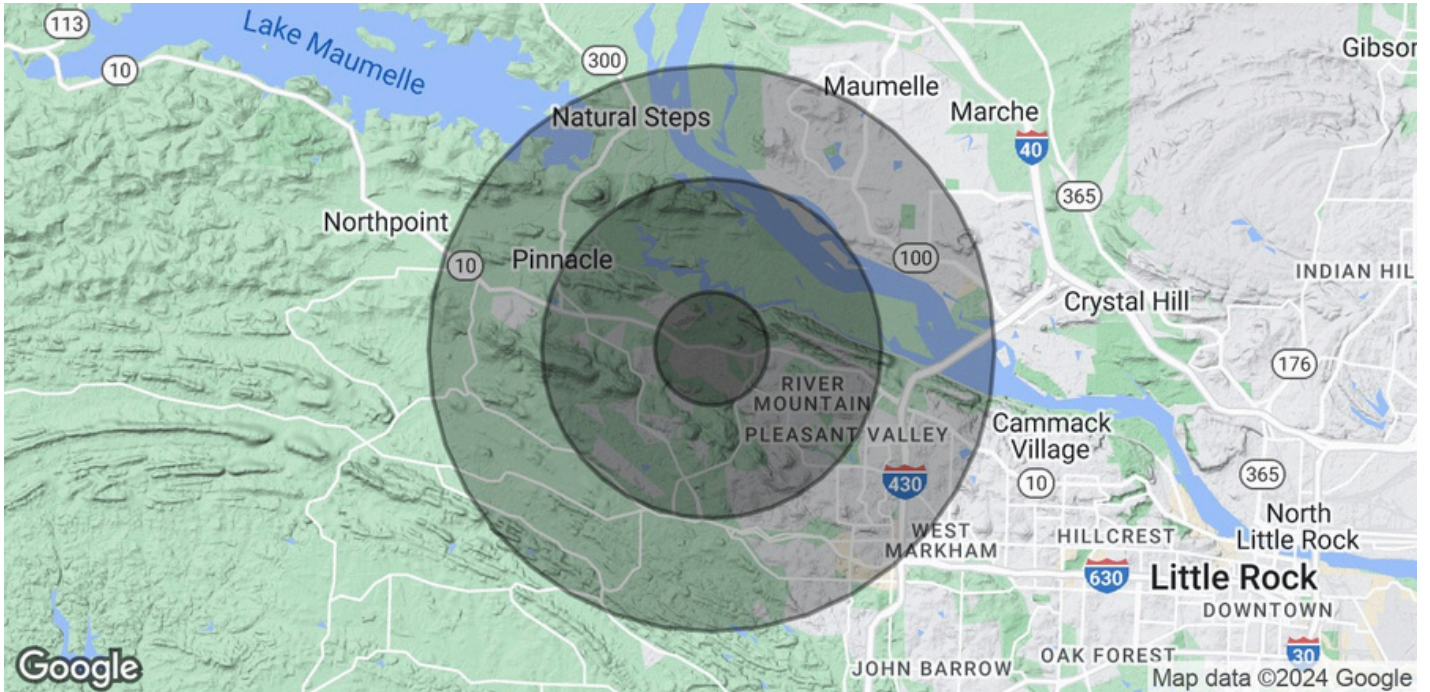 113
Lake Maumelle
10
300
Gibson
Maumelle
Natural Steps
Marche
40
365
Northpoint
10
Pinnacle
100
INDIAN HIL
Crystal Hill
176
RIVER
MOUNTAIN
PLEASANT VALLEY
Cammack
Village
430
10
365
WEST
MARKHAM
HILLCREST
North
Little Rock
630
Little Rock
DOWNTOWN
JOHN BARROW
OAK FOREST
30
Google
Map data ©2024 Google